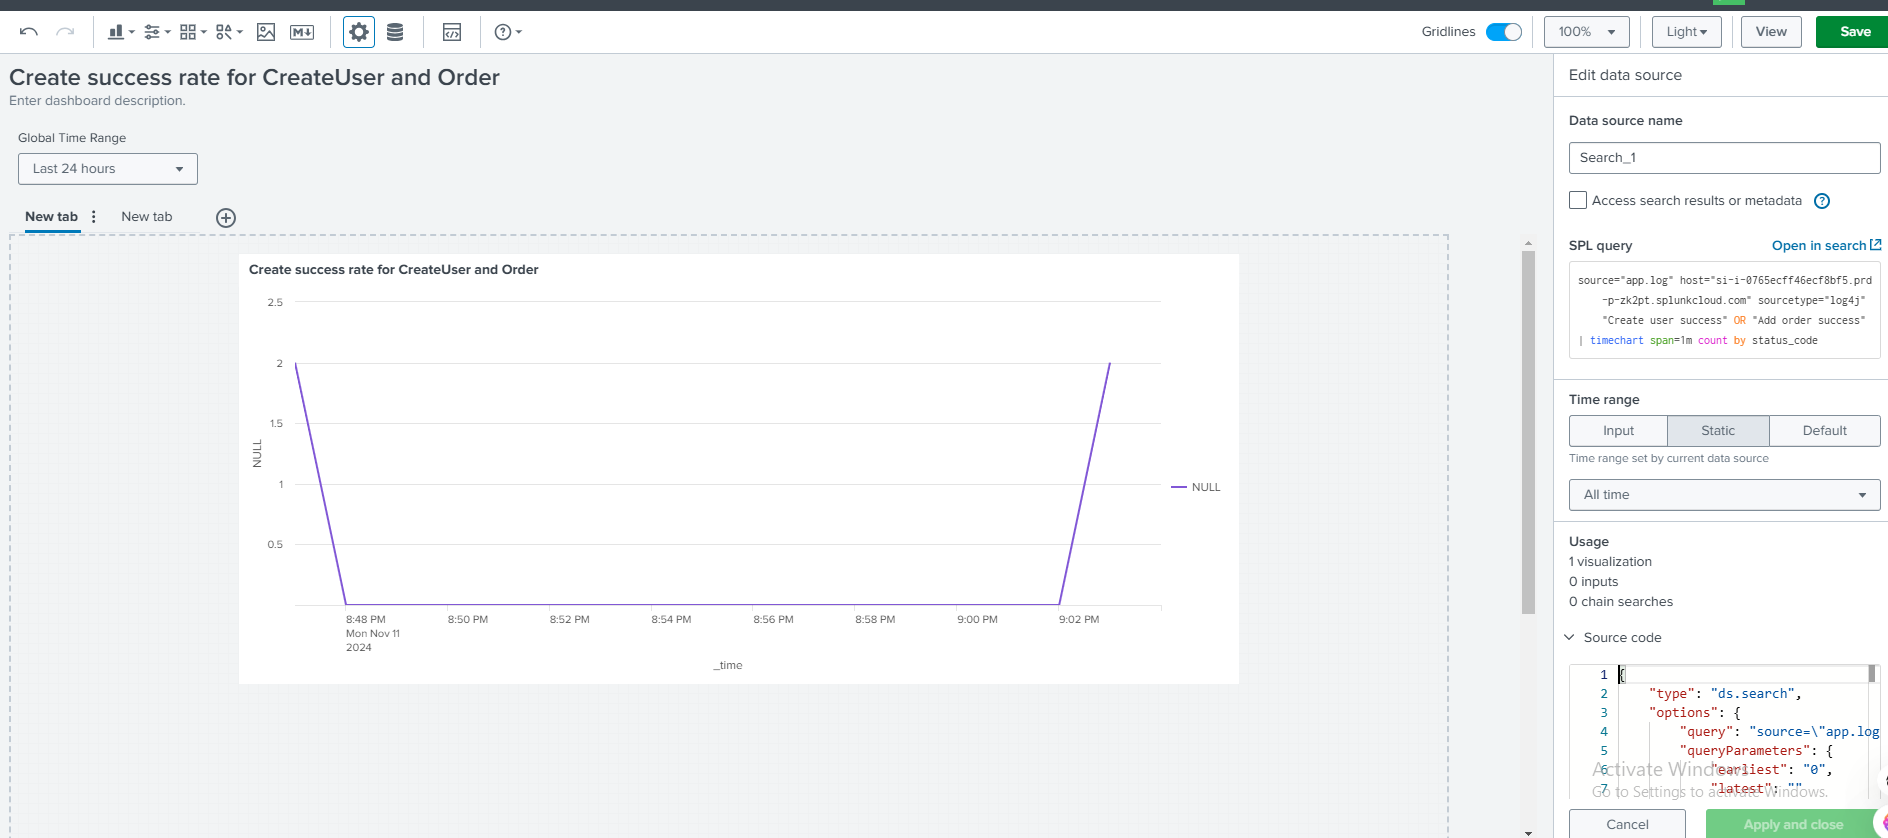 Gridlines
100%
Light
View
Save
Create success rate for CreateUser and Order
Enter dashboard description.
Global Time Range
Last 24 hours
New tab
New tab
Create success rate for CreateUser and Order
2.5
2
1.5
1
0.5
NULL
NULL
8:48 PM
Mon Nov 11
2024
8:50 PM
8:52 PM
8:54 PM
8:56 PM
8:58 PM
9:00 PM
9:02 PM
_time
Edit data source
Data source name
Search_1
Access search results or metadata
SPL query
Open in search
source="app.log" host="si-i-0765ecff46ecf8bf5.prd
-p-zk2pt.splunkcloud.com" sourcetype="log4j"
"Create user success" OR "Add order success"
| timechart span=1m count by status_code
Time range
Input
Static
Default
Time range set by current data source
All time
Usage
1 visualization
0 inputs
0 chain searches
Source code
1 {
2 "type": "ds.search",
3 "options": {
4 "query": "source=\"app.log
5 "queryParameters": {
6 "earliest": "0",
7 "latest": ""
Activate Windows
Go to Settings to activate Windows.
Cancel
Apply and close